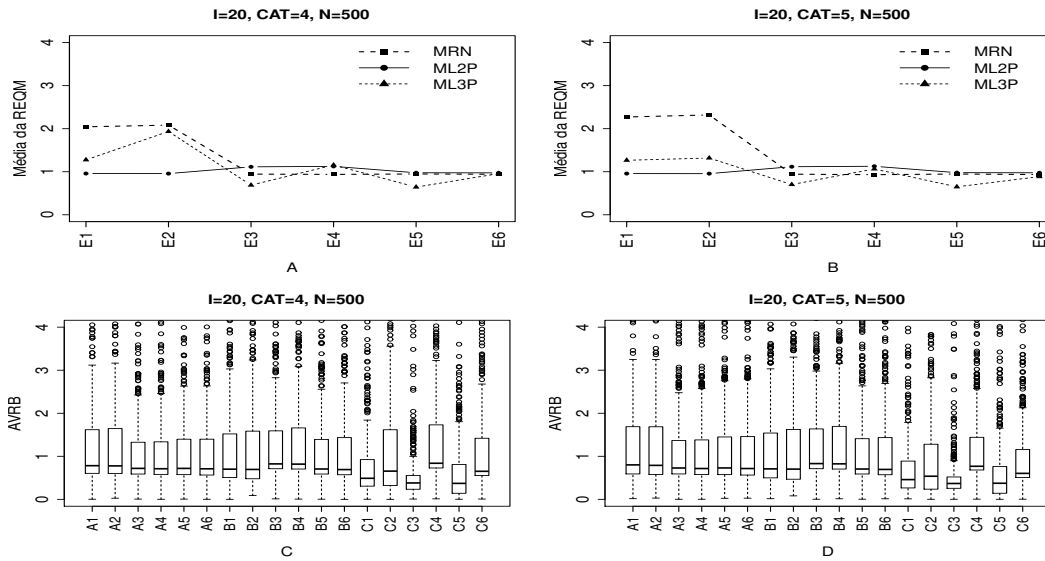 I=20, CAT=4, N=500
Média da REQM
4
3
2
1
0
MRN
ML2P
ML3P
E1 E2 E3 E4 E5 E6
A
I=20, CAT=5, N=500
Média da REQM
4
3
2
1
0
MRN
ML2P
ML3P
E1 E2 E3 E4 E5 E6
B
I=20, CAT=4, N=500
AVRB
4
3
2
1
0
A1 A2 A3 A4 A5 A6 B1 B2 B3 B4 B5 B6 C1 C2 C3 C4 C5 C6
C
I=20, CAT=5, N=500
AVRB
4
3
2
1
0
A1 A2 A3 A4 A5 A6 B1 B2 B3 B4 B5 B6 C1 C2 C3 C4 C5 C6
D